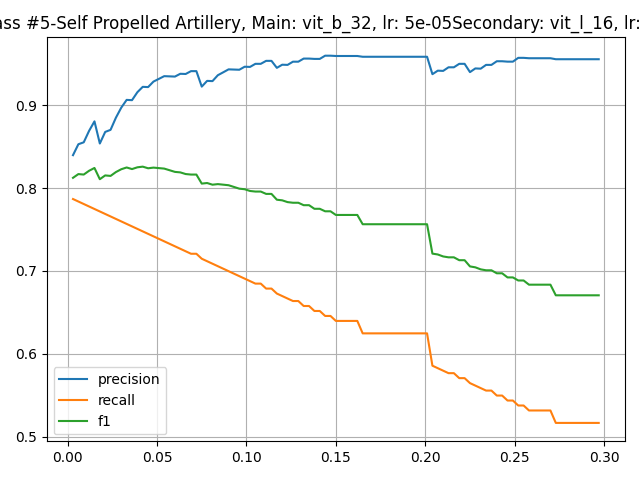 ass #5-Self Propelled Artillery, Main: vit_b_32, lr: 5e-05Secondary: vit_l_16, lr:
0.9
0.8
0.7
0.6
0.5
precision
recall
f1
0.00 0.05 0.10 0.15 0.20 0.25 0.30